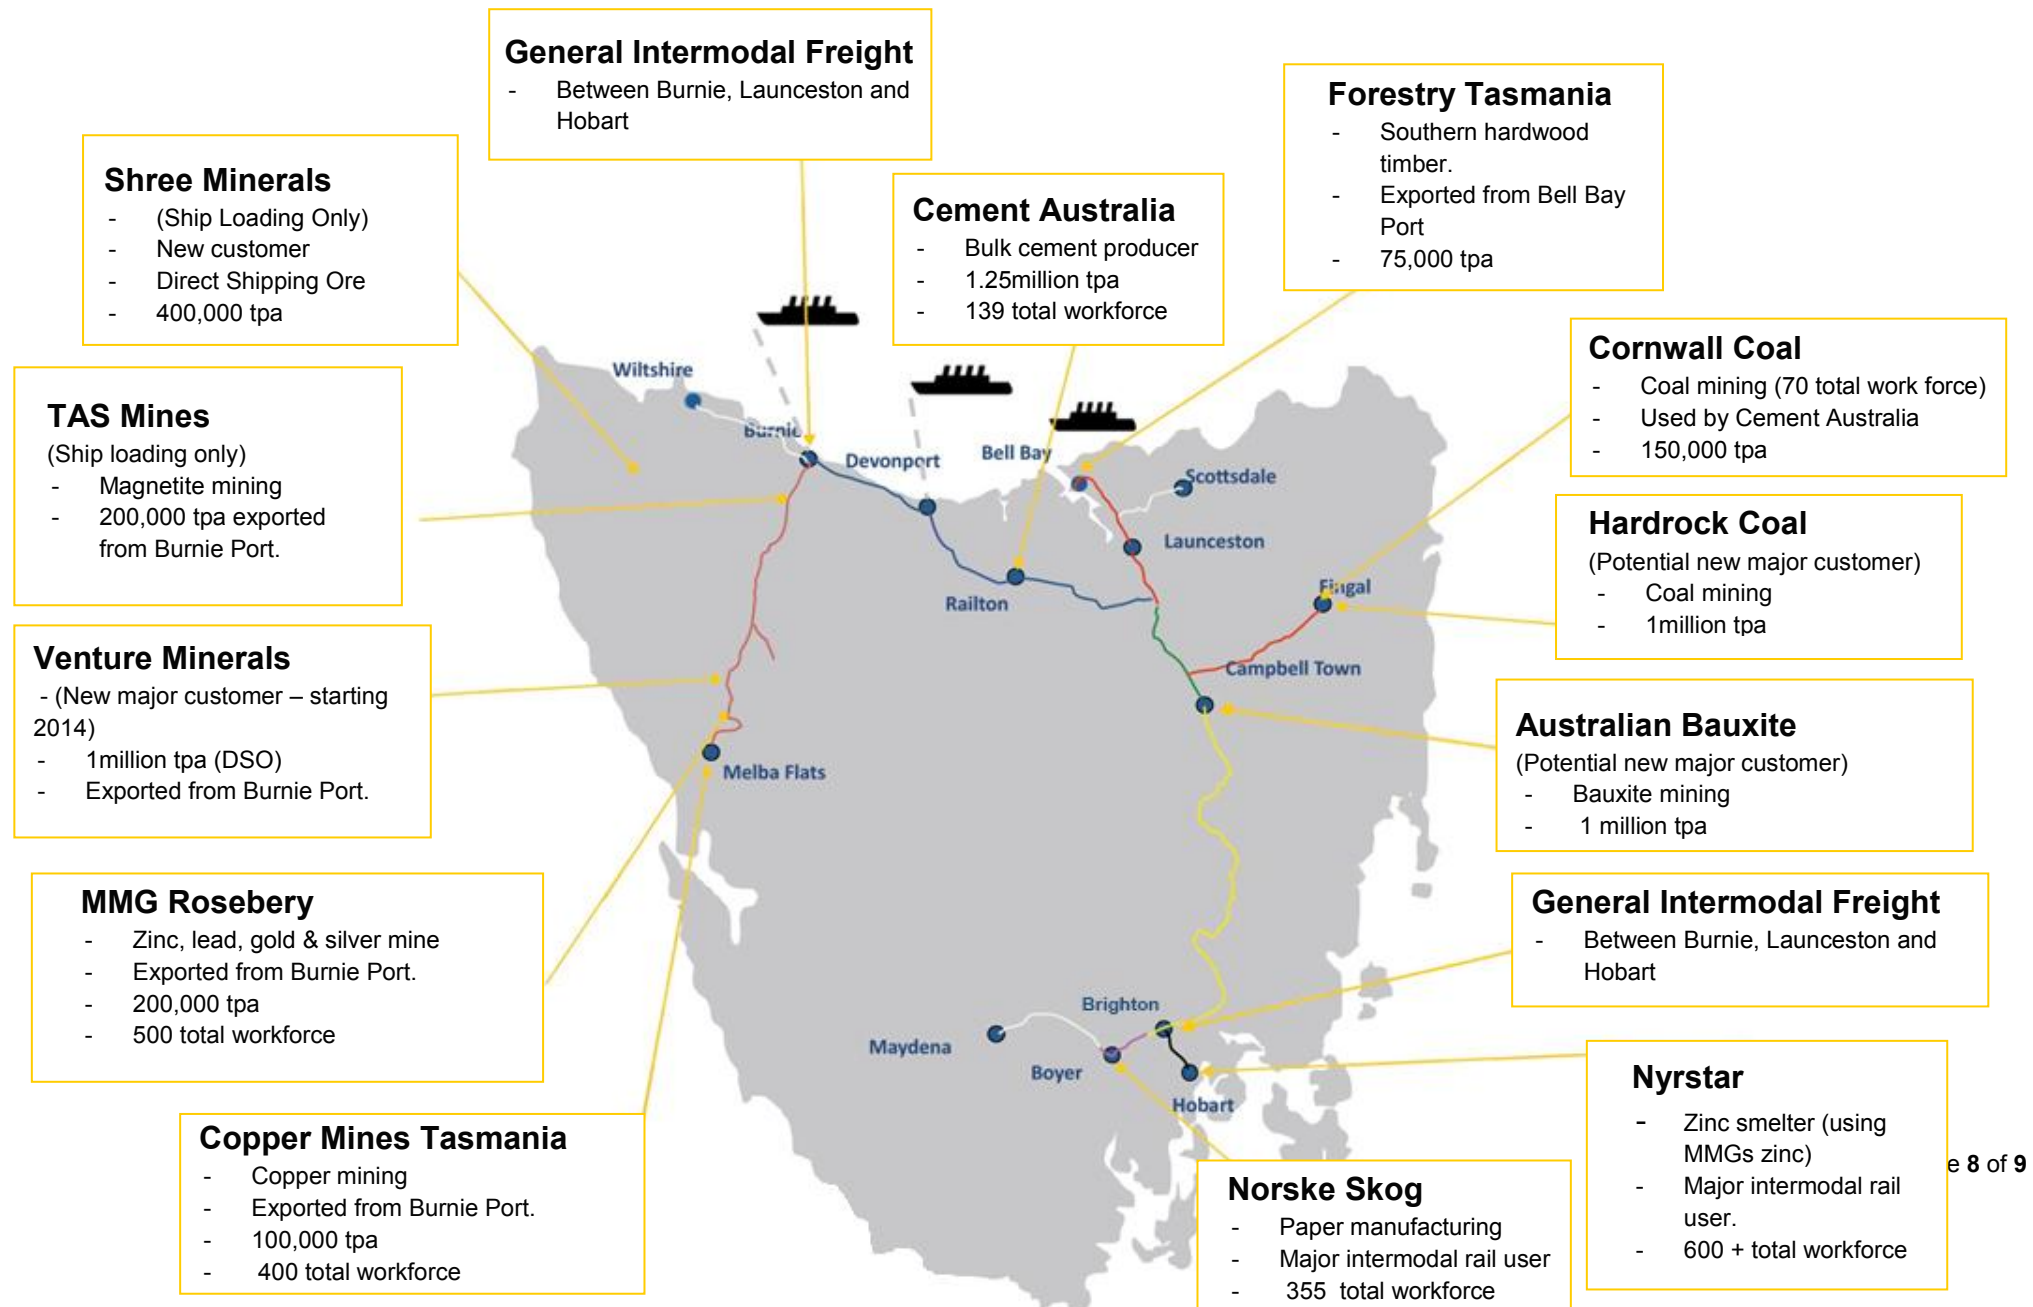 General Intermodal Freight
- Between Burnie, Launceston and
Hobart
Forestry Tasmania
- Southern hardwood
timber.
- Exported from Bell Bay
Port
- 75,000 tpa
Shree Minerals
- (Ship Loading Only)
- New customer
- Direct Shipping Ore
- 400,000 tpa
Cement Australia
- Bulk cement producer
- 1.25million tpa
- 139 total workforce
Cornwall Coal
- Coal mining (70 total work force)
- Used by Cement Australia
- 150,000 tpa
TAS Mines
(Ship loading only)
- Magnetite mining
- 200,000 tpa exported
from Burnie Port.
Hardrock Coal
(Potential new major customer)
- Coal mining
- 1million tpa
Venture Minerals
- (New major customer – starting
2014)
- 1million tpa (DSO)
- Exported from Burnie Port.
Australian Bauxite
(Potential new major customer)
- Bauxite mining
- 1 million tpa
MMG Rosebery
- Zinc, lead, gold & silver mine
- Exported from Burnie Port.
- 200,000 tpa
- 500 total workforce
General Intermodal Freight
- Between Burnie, Launceston and
Hobart
Copper Mines Tasmania
- Copper mining
- Exported from Burnie Port.
- 100,000 tpa
- 400 total workforce
Norske Skog
- Paper manufacturing
- Major intermodal rail user
- 355 total workforce
Nyrstar
- Zinc smelter (using
MMGs zinc)
- Major intermodal rail
user.
- 600 + total workforce
e 8 of 9
Wiltshire
Burnie
Devonport
Bell Bay
Scottsdale
Launceston
Railton
Fingal
Campbell Town
Melba Flats
Brighton
Maydena
Boyer
Hobart